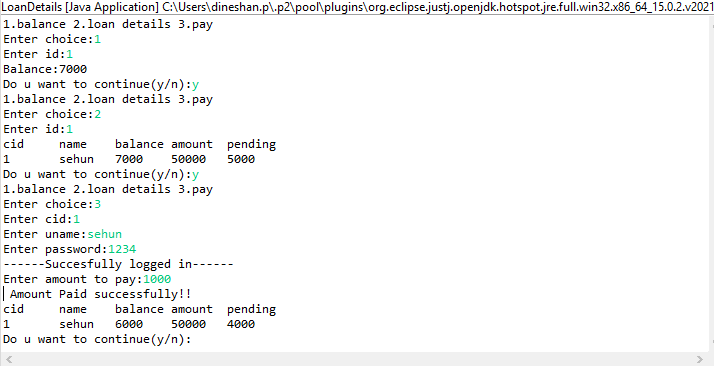 LoanDetails [Java Application] C:\Users\dineshan.p\.p2\pool\plugins\org.eclipse.justj.openjdk.hotspot.jre.full.win32.x86_64_15.0.2.v2021
1.balance 2.loan details 3.pay
Enter choice:1
Enter id:1
Balance:7000
Do u want to continue(y/n):y
1.balance 2.loan details 3.pay
Enter choice:2
Enter id:1
cid name balance amount pending
1 sehun 7000 50000 5000
Do u want to continue(y/n):y
1.balance 2.loan details 3.pay
Enter choice:3
Enter cid:1
Enter uname:sehun
Enter password:1234
------Succesfully logged in------
Enter amount to pay:1000
Amount Paid successfully!!
cid name balance amount pending
1 sehun 6000 50000 4000
Do u want to continue(y/n):